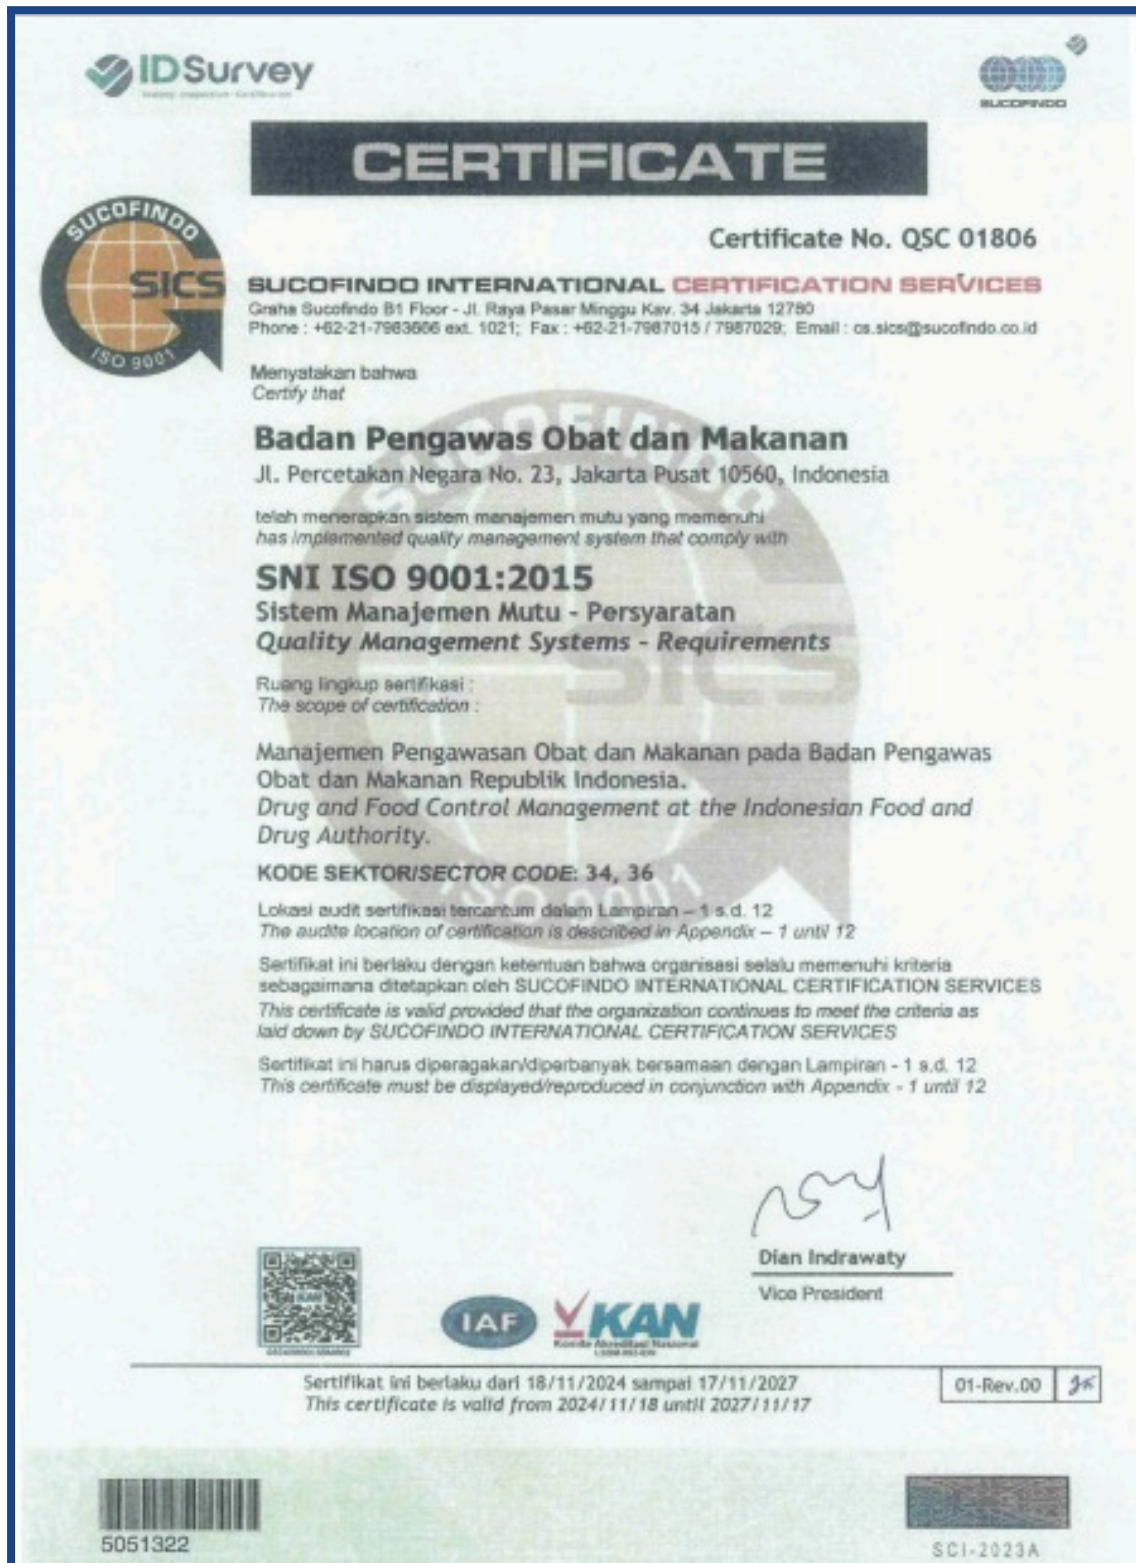 IDSurvey
SUCOFINDO
CERTIFICATE
Certificate No. QSC 01806
SUCOFINDO
SICS
ISO 9001
SUCOFINDO INTERNATIONAL CERTIFICATION SERVICES
Graha Sucofindo B1 Floor - Jl. Raya Pasar Minggu Kav. 34 Jakarta 12780
Phone : +62-21-7983666 ext. 1021; Fax : +62-21-7987015 / 7987029; Email : cs.sics@sucofindo.co.id
Menyatakan bahwa
Certify that
Badan Pengawas Obat dan Makanan
Jl. Percetakan Negara No. 23, Jakarta Pusat 10560, Indonesia
telah menerapkan sistem manajemen mutu yang memenuhi
has implemented quality management system that comply with
SNI ISO 9001:2015
Sistem Manajemen Mutu - Persyaratan
Quality Management Systems - Requirements
Ruang lingkup sertifikasi :
The scope of certification :
Manajemen Pengawasan Obat dan Makanan pada Badan Pengawas
Obat dan Makanan Republik Indonesia.
Drug and Food Control Management at the Indonesian Food and
Drug Authority.
KODE SEKTOR/SECTOR CODE: 34, 36
Lokasi audit sertifikasi tercantum dalam Lampiran – 1 s.d. 12
The audite location of certification is described in Appendix – 1 until 12
Sertifikat ini berlaku dengan ketentuan bahwa organisasi selalu memenuhi kriteria
sebagaimana ditetapkan oleh SUCOFINDO INTERNATIONAL CERTIFICATION SERVICES
This certificate is valid provided that the organization continues to meet the criteria as
laid down by SUCOFINDO INTERNATIONAL CERTIFICATION SERVICES
Sertifikat ini harus diperagakan/diperbanyak bersamaan dengan Lampiran - 1 s.d. 12
This certificate must be displayed/reproduced in conjunction with Appendix - 1 until 12
SUCOFINDO
SICS
ISO 9001
Dian Indrawaty
Vice President
IAF
KAN
Komite Akreditasi Nasional
Sertifikat ini berlaku dari 18/11/2024 sampai 17/11/2027
This certificate is valid from 2024/11/18 until 2027/11/17
01-Rev.00
5051322
SCI-2023A